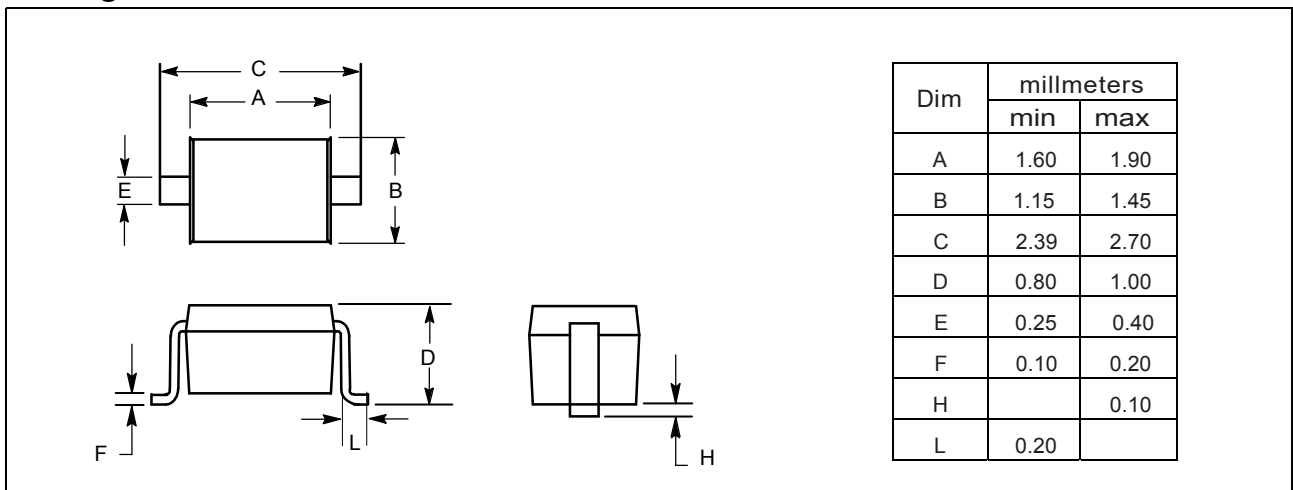 C
A
E
B
D
F
L
H
Dim millmeters
min max
A 1.60 1.90
B 1.15 1.45
C 2.39 2.70
D 0.80 1.00
E 0.25 0.40
F 0.10 0.20
H 0.10
L 0.20